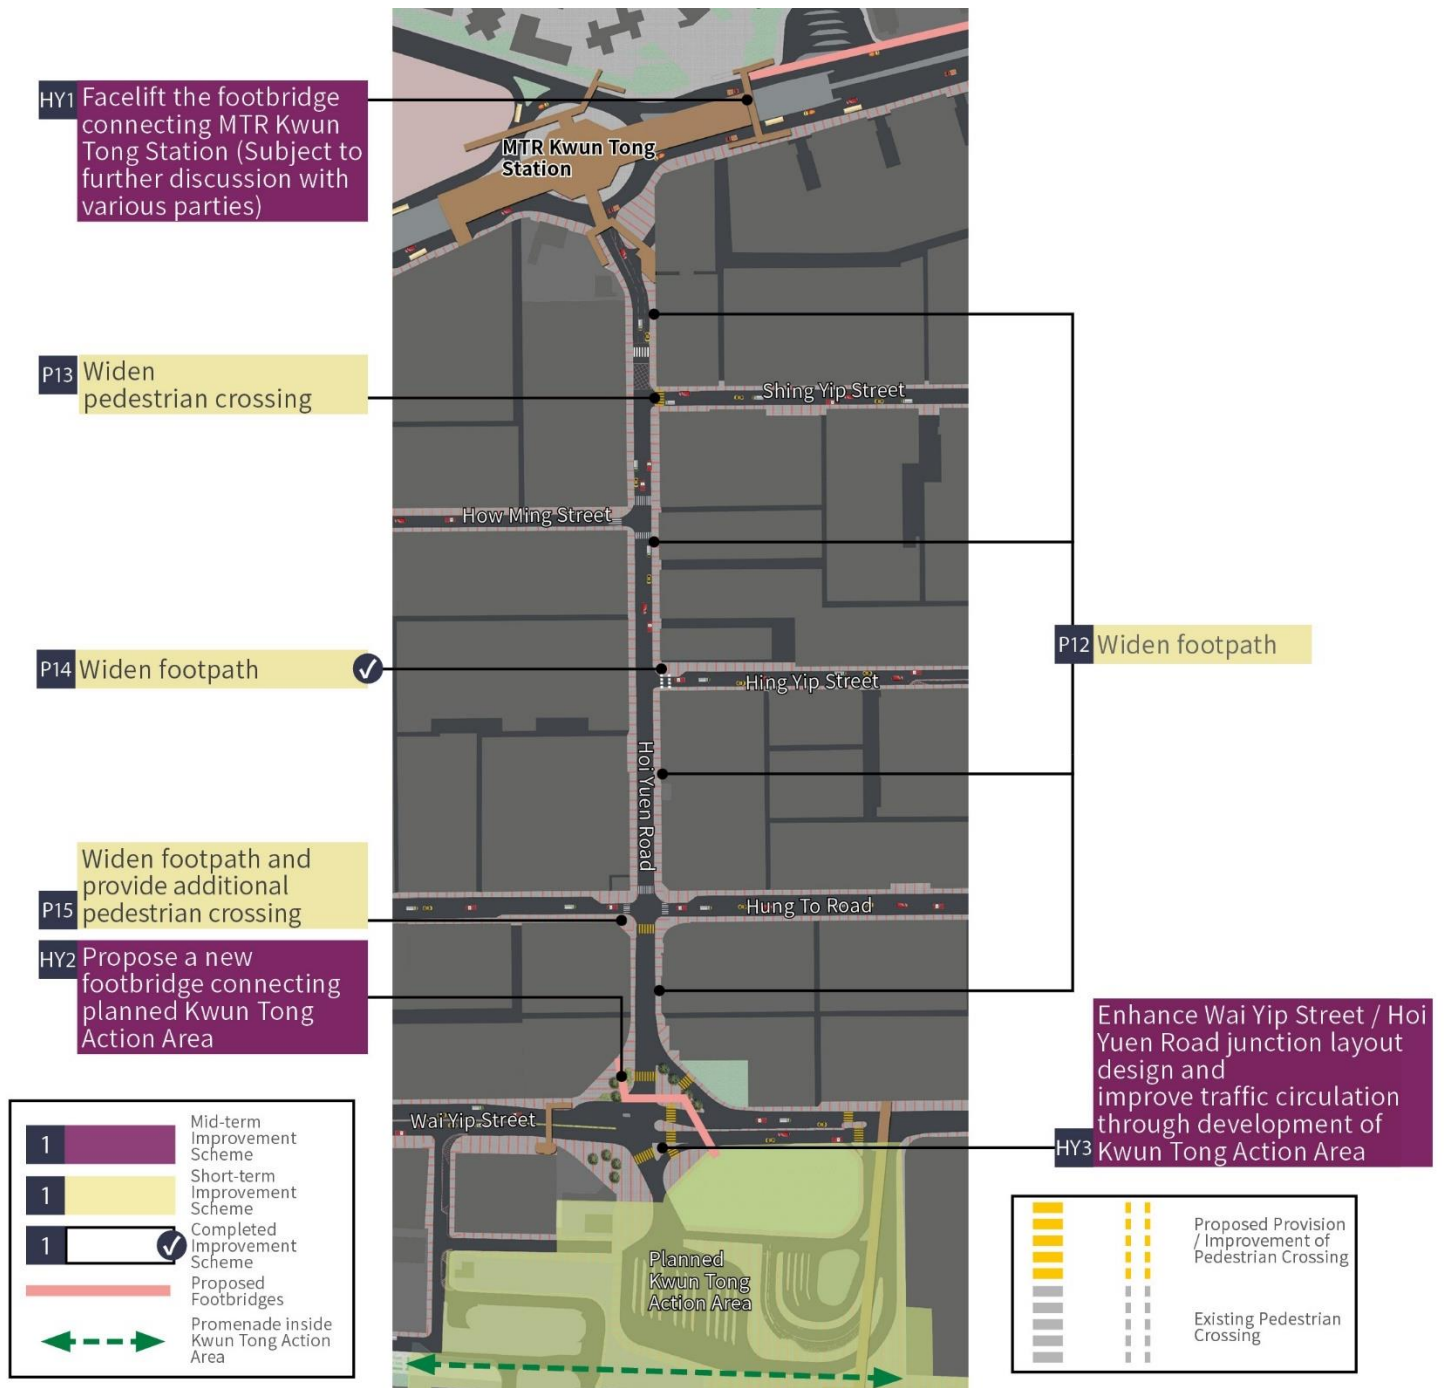 HY1
Facelift the footbridge
connecting MTR Kwun
Tong Station (Subject to
further discussion with
various parties)
MTR Kwun Tong
Station
P13
Widen
pedestrian crossing
Shing Yip Street
How Ming Street
P14
Widen footpath
Hing Yip Street
P12
Widen footpath
Hoi Yuen Road
Widen footpath and
provide additional
P15
pedestrian crossing
Hung To Road
HY2
Propose a new
footbridge connecting
planned Kwun Tong
Action Area
Enhance Wai Yip Street / Hoi
Yuen Road junction layout
design and
improve traffic circulation
through development of
HY3
Kwun Tong Action Area
Wai Yip Street
Planned
Kwun Tong
Action Area
1
Mid-term
Improvement
Scheme
1
Short-term
Improvement
Scheme
1
Completed
Improvement
Scheme
Proposed
Footbridges
Promenade inside
Kwun Tong Action
Area
Proposed Provision
/ Improvement of
Pedestrian Crossing
Existing Pedestrian
Crossing